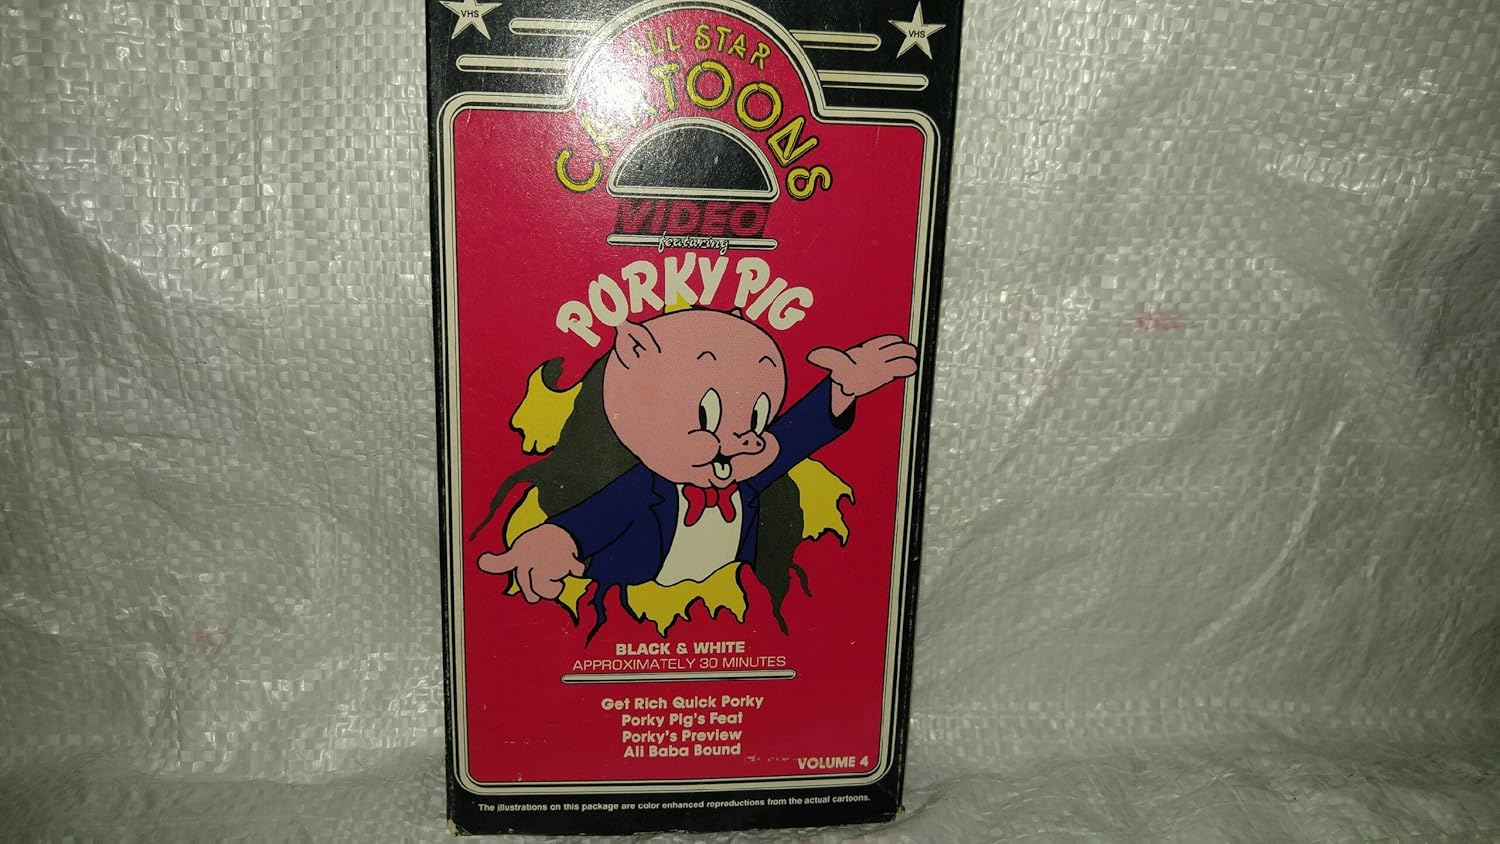 VHS
VHS
ALL STAR
CARTOONS
VIDEO
featuring
PORKY PIG
BLACK & WHITE
APPROXIMATELY 30 MINUTES
Get Rich Quick Porky
Porky Pig's Feat
Porky's Preview
Ali Baba Bound
VOLUME 4
The illustrations on this package are color enhanced reproductions from the actual cartoons.